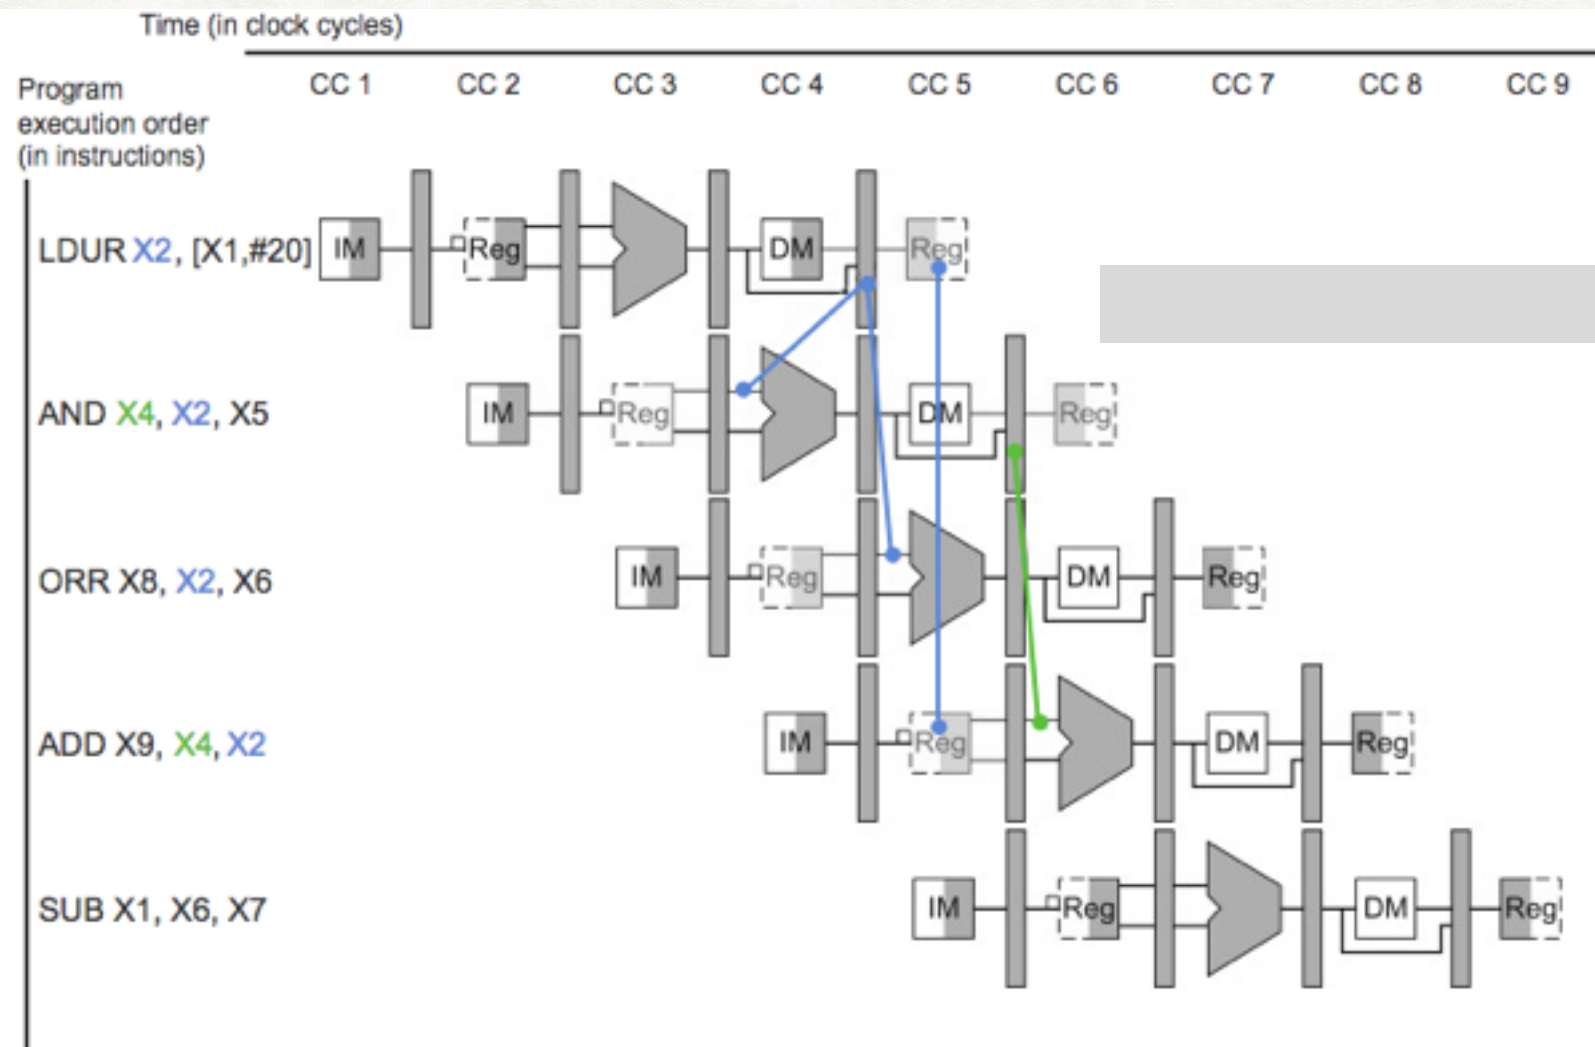 Time (in clock cycles)
CC 1 CC 2 CC 3 CC 4 CC 5 CC 6 CC 7 CC 8 CC 9
Program
execution order
(in instructions)
LDUR X2, [X1,#20] IM Reg DM Reg
AND X4, X2, X5 IM Reg DM Reg
ORR X8, X2, X6 IM Reg DM Reg
ADD X9, X4, X2 IM Reg DM Reg
SUB X1, X6, X7 IM Reg DM Reg